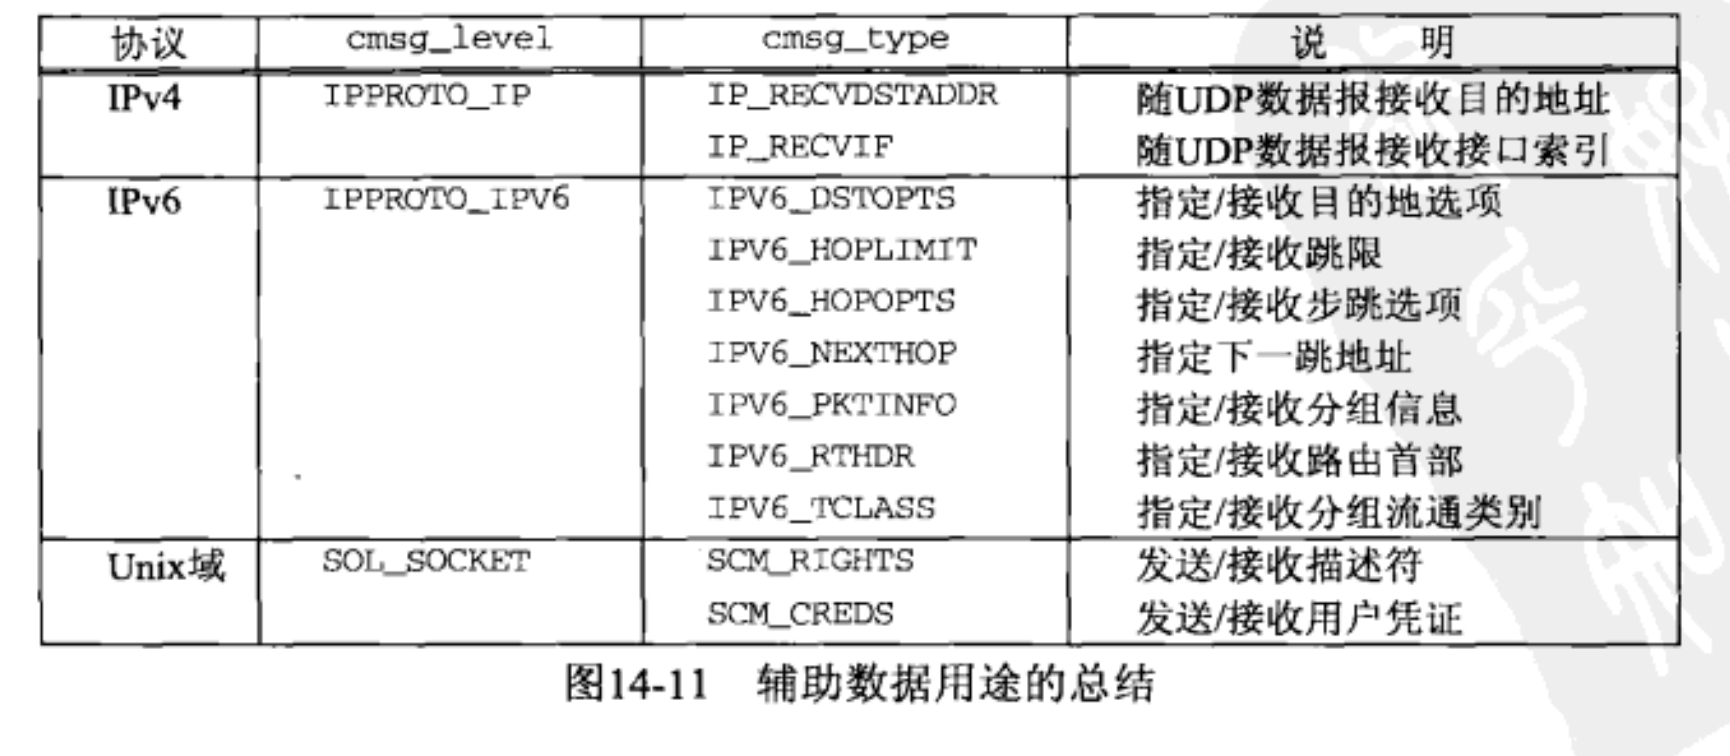 协议 cmsg_level cmsg_type 说 明
IPv4 IPPROTO_IP IP_RECVDSTADDR 随UDP数据报接收目的地址
IP_RECVIF 随UDP数据报接收接口索引
IPv6 IPPROTO_IPV6 IPV6_DSTOPTS 指定/接收目的地选项
IPV6_HOPLIMIT 指定/接收跳限
IPV6_HOPOPTS 指定/接收步跳选项
IPV6_NEXTHOP 指定下一跳地址
IPV6_PKTINFO 指定/接收分组信息
IPV6_RTHDR 指定/接收路由首部
IPV6_TCLASS 指定/接收分组流通类别
Unix域 SOL_SOCKET SCM_RIGHTS 发送/接收描述符
SCM_CREDS 发送/接收用户凭证
图14-11 辅助数据用途的总结